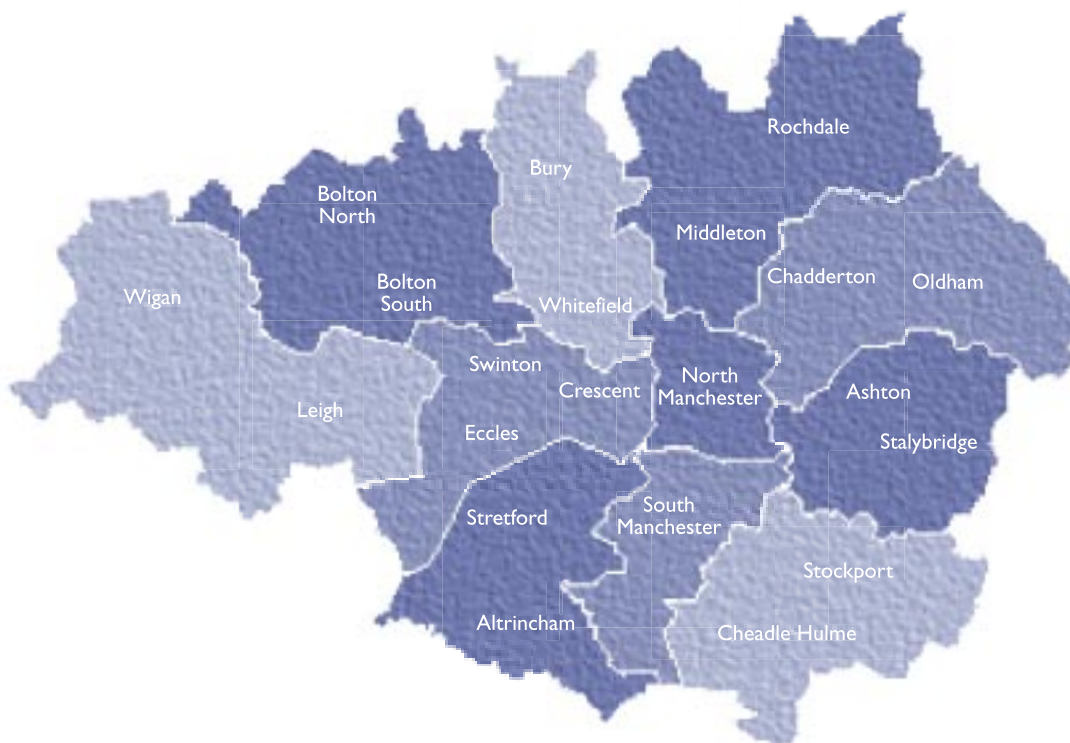 Rochdale
Bury
Bolton
North
Middleton
Chadderton
Oldham
Bolton
South
Wigan
Whitefield
Swinton
Crescent
North
Manchester
Ashton
Leigh
Eccles
Stalybridge
Stretford
South
Manchester
Stockport
Altrincham
Cheadle Hulme